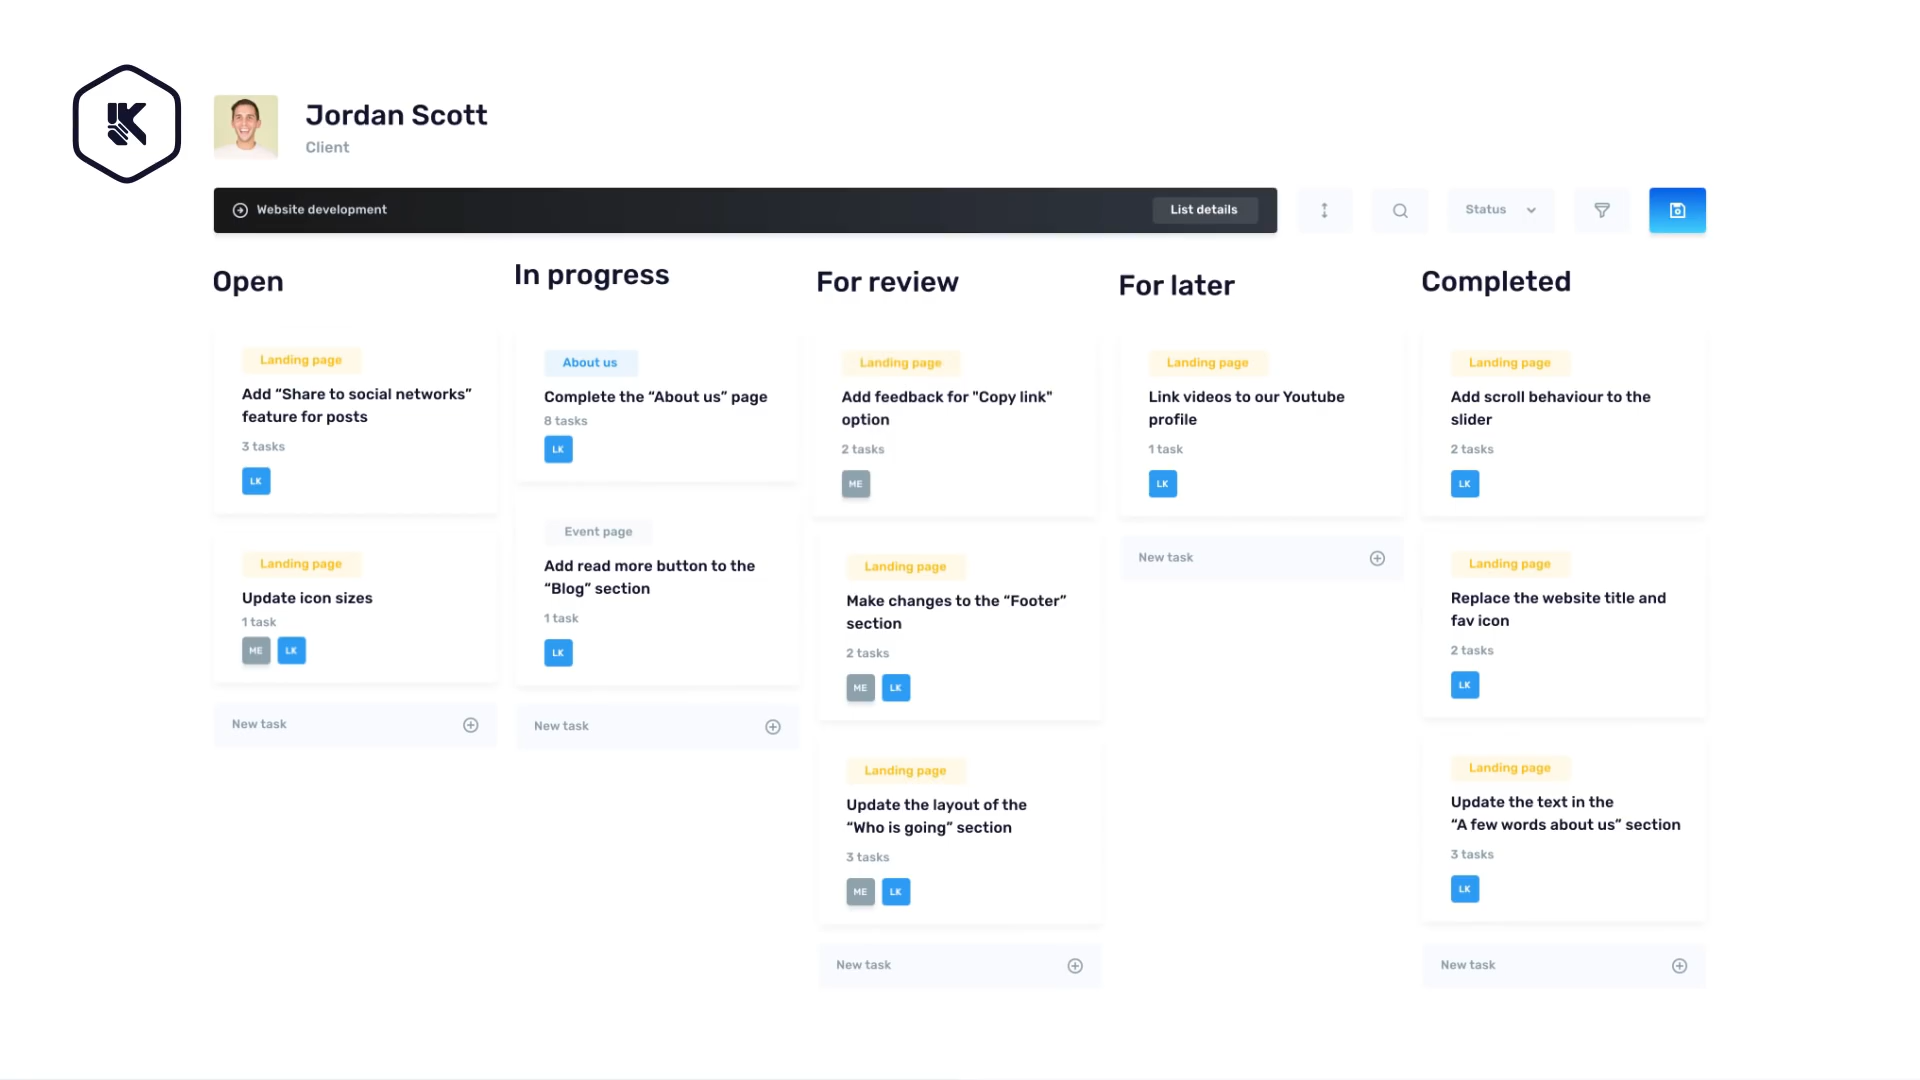 K
Jordan Scott
Client
Website development
List details
Status
Open
Landing page
Add “Share to social networks”
feature for posts
3 tasks
LK
Landing page
Update icon sizes
1 task
ME LK
New task
In progress
About us
Complete the “About us” page
8 tasks
LK
Event page
Add read more button to the
“Blog” section
1 task
LK
New task
For review
Landing page
Add feedback for "Copy link"
option
2 tasks
ME
Landing page
Make changes to the “Footer”
section
2 tasks
ME LK
Landing page
Update the layout of the
“Who is going” section
3 tasks
ME LK
New task
For later
Landing page
Link videos to our Youtube
profile
1 task
LK
New task
Completed
Landing page
Add scroll behaviour to the
slider
2 tasks
LK
Landing page
Replace the website title and
fav icon
2 tasks
LK
Landing page
Update the text in the
“A few words about us” section
3 tasks
LK
New task